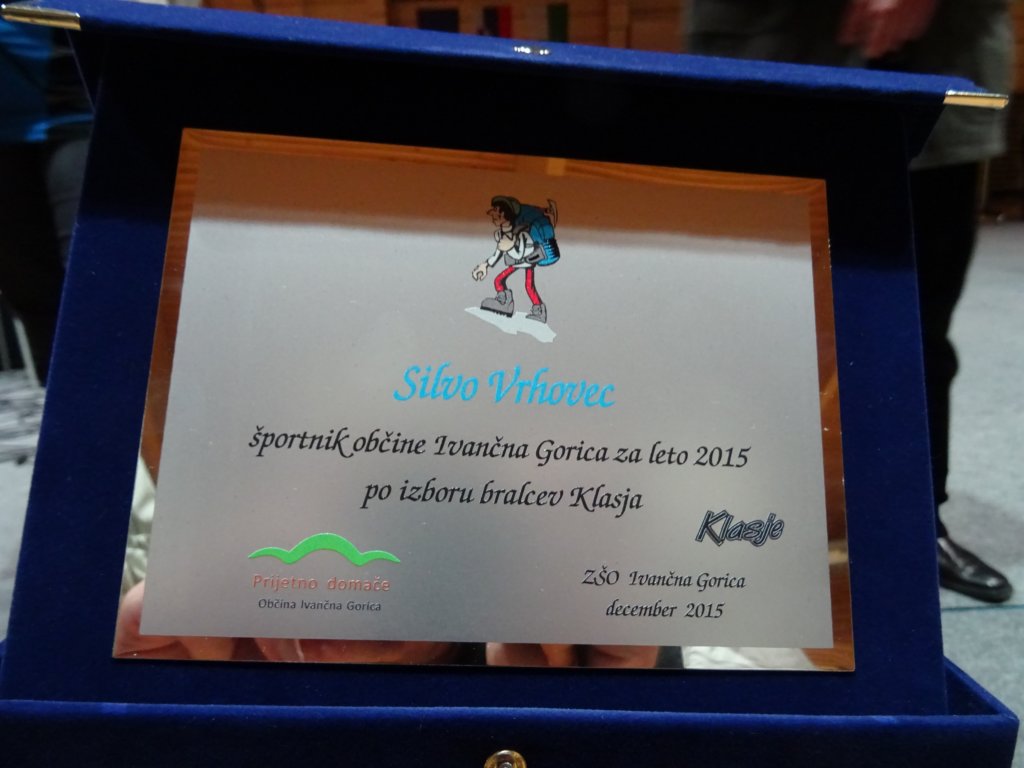 Silvo Vrhovec
športnik občine Ivančna Gorica za leto 2015
po izboru bralcev Klasja
Klasje
Prijetno domače
Občina Ivančna Gorica
ZŠO Ivančna Gorica
december 2015